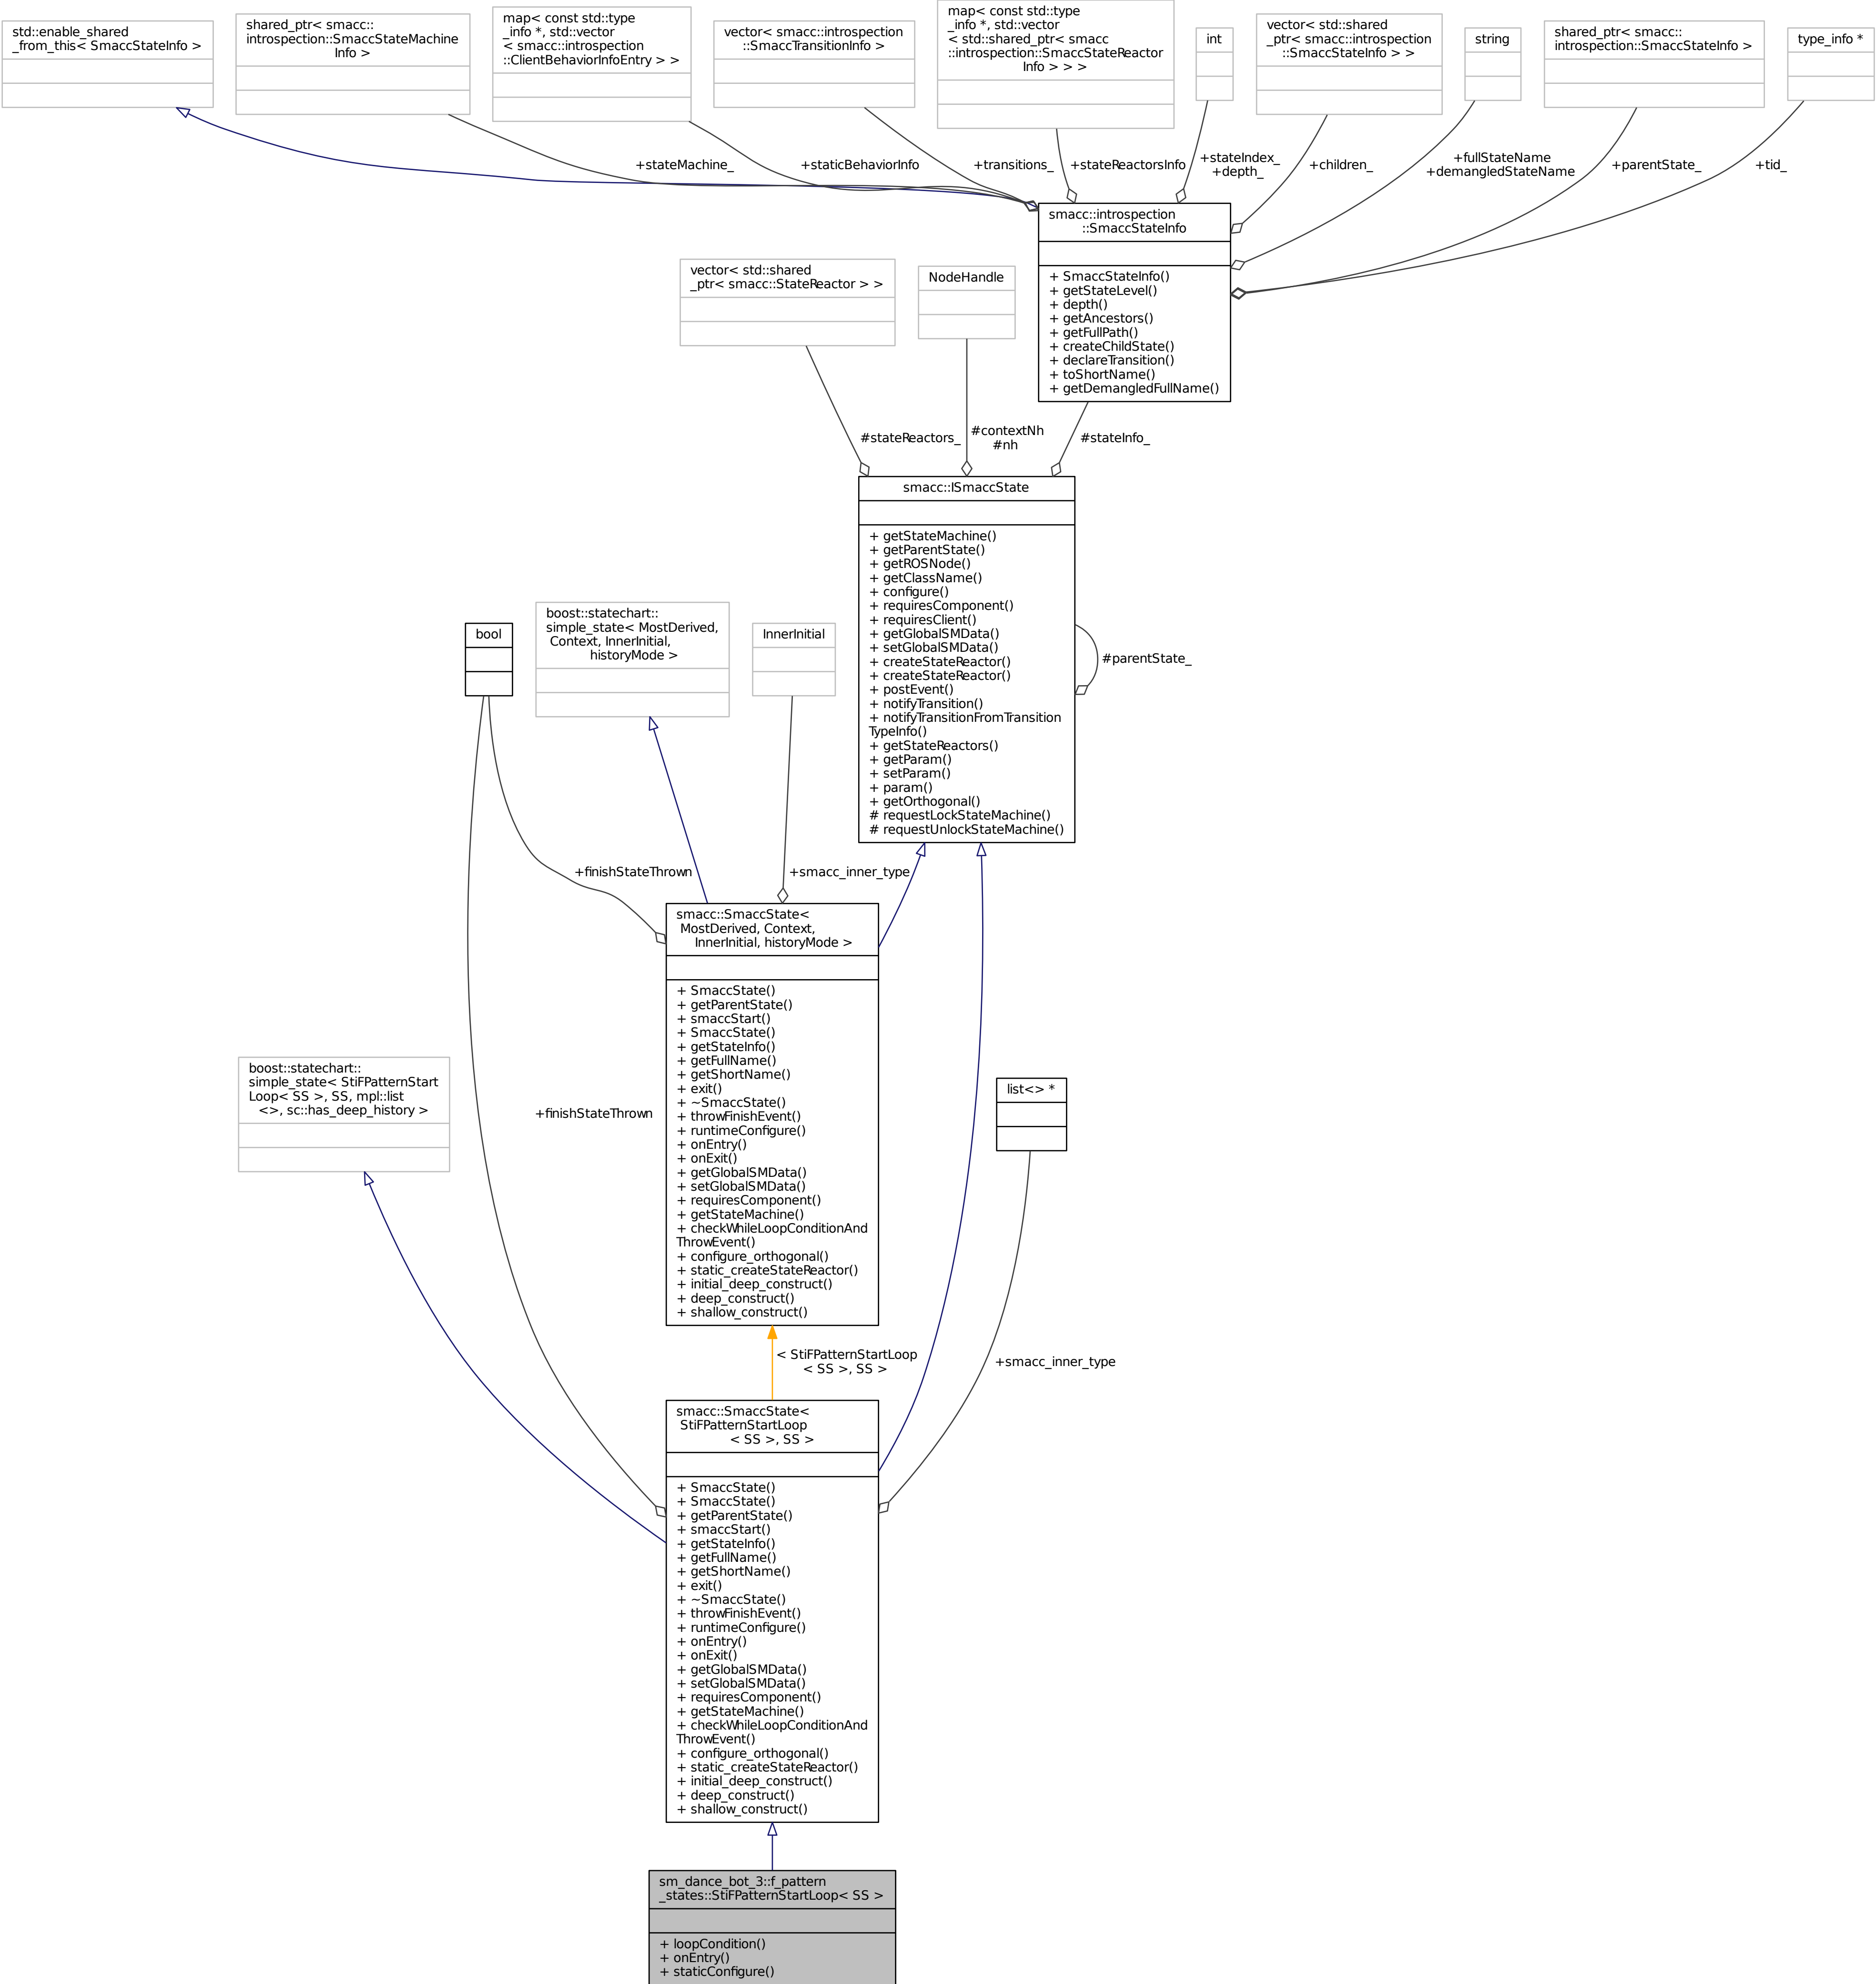 std::enable_shared
_from_this< SmaccStateInfo >
shared_ptr< smacc::
introspection::SmaccStateMachine
Info >
map< const std::type
_info *, std::vector
< smacc::introspection
::ClientBehaviorInfoEntry > >
vector< smacc::introspection
::SmaccTransitionInfo >
map< const std::type
_info *, std::vector
< std::shared_ptr< smacc
::introspection::SmaccStateReactor
Info > > >
int
vector< std::shared
_ptr< smacc::introspection
::SmaccStateInfo > >
string
shared_ptr< smacc::
introspection::SmaccStateInfo >
type_info *
+stateMachine_
+staticBehaviorInfo
+transitions_
+stateReactorsInfo
+stateIndex_
+depth_
+children_
+fullStateName
+demangledStateName
+parentState_
+tid_
smacc::introspection
::SmaccStateInfo
+ SmaccStateInfo()
+ getStateLevel()
+ depth()
+ getAncestors()
+ getFullPath()
+ createChildState()
+ declareTransition()
+ toShortName()
+ getDemangledFullName()
vector< std::shared
_ptr< smacc::StateReactor > >
NodeHandle
#stateReactors_
#contextNh
#nh
#stateInfo_
smacc::ISmaccState
+ getStateMachine()
+ getParentState()
+ getROSNode()
+ getClassName()
+ configure()
+ requiresComponent()
+ requiresClient()
+ getGlobalSMData()
+ setGlobalSMData()
+ createStateReactor()
+ createStateReactor()
+ postEvent()
+ notifyTransition()
+ notifyTransitionFromTransition
TypeInfo()
+ getStateReactors()
+ getParam()
+ setParam()
+ param()
+ getOrthogonal()
# requestLockStateMachine()
# requestUnlockStateMachine()
#parentState_
bool
boost::statechart::
simple_state< MostDerived,
Context, InnerInitial,
historyMode >
InnerInitial
+finishStateThrown
+smacc_inner_type
smacc::SmaccState<
MostDerived, Context,
InnerInitial, historyMode >
+ SmaccState()
+ getParentState()
+ smaccStart()
+ SmaccState()
+ getStateInfo()
+ getFullName()
+ getShortName()
+ exit()
+ ~SmaccState()
+ throwFinishEvent()
+ runtimeConfigure()
+ onEntry()
+ onExit()
+ getGlobalSMData()
+ setGlobalSMData()
+ requiresComponent()
+ getStateMachine()
+ checkWhileLoopConditionAnd
ThrowEvent()
+ configure_orthogonal()
+ static_createStateReactor()
+ initial_deep_construct()
+ deep_construct()
+ shallow_construct()
boost::statechart::
simple_state< StiFPatternStart
Loop< SS >, SS, mpl::list
<>, sc::has_deep_history >
+finishStateThrown
list<> *
< StiFPatternStartLoop
< SS >, SS >
+smacc_inner_type
smacc::SmaccState<
StiFPatternStartLoop
< SS >, SS >
+ SmaccState()
+ SmaccState()
+ getParentState()
+ smaccStart()
+ getStateInfo()
+ getFullName()
+ getShortName()
+ exit()
+ ~SmaccState()
+ throwFinishEvent()
+ runtimeConfigure()
+ onEntry()
+ onExit()
+ getGlobalSMData()
+ setGlobalSMData()
+ requiresComponent()
+ getStateMachine()
+ checkWhileLoopConditionAnd
ThrowEvent()
+ configure_orthogonal()
+ static_createStateReactor()
+ initial_deep_construct()
+ deep_construct()
+ shallow_construct()
sm_dance_bot_3::f_pattern
_states::StiFPatternStartLoop< SS >
+ loopCondition()
+ onEntry()
+ staticConfigure()